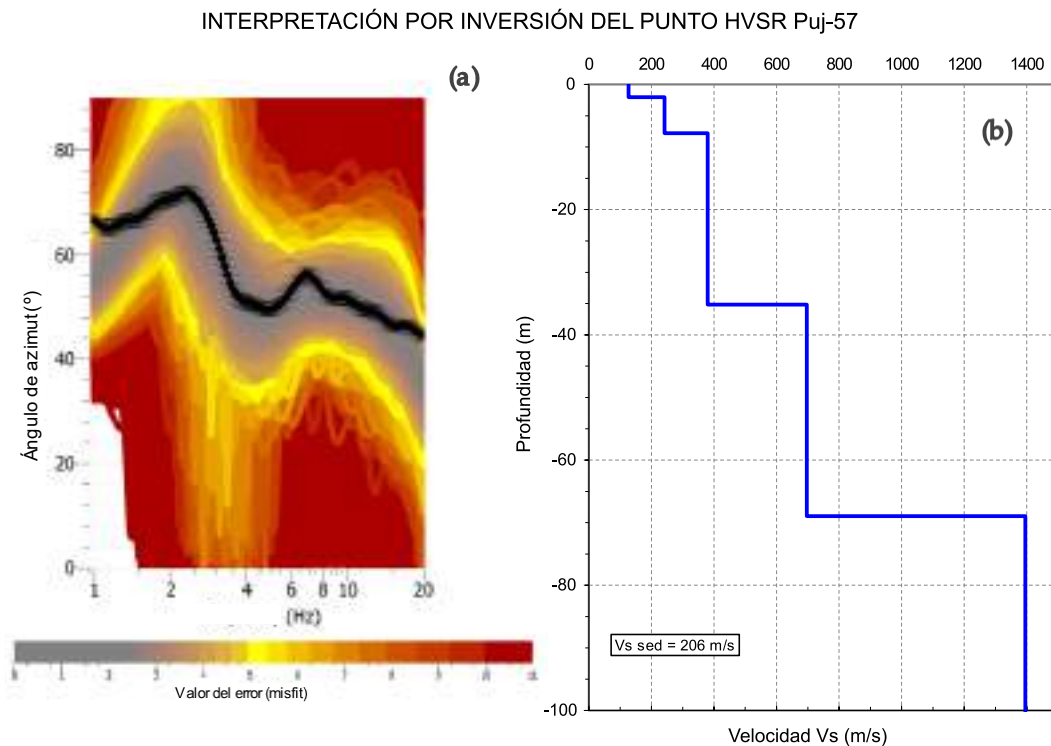 INTERPRETACIÓN POR INVERSIÓN DEL PUNTO HVSR Puj-57
(a)
Ángulo de azimut (º)
80
60
40
20
0
1 2 4 6 8 10 20
(Hz)
Valor del error (misfit)
0 200 400 600 800 1000 1200 1400
(b)
Profundidad (m)
0
-20
-40
-60
-80
-100
Vs sed = 206 m/s
Velocidad Vs (m/s)